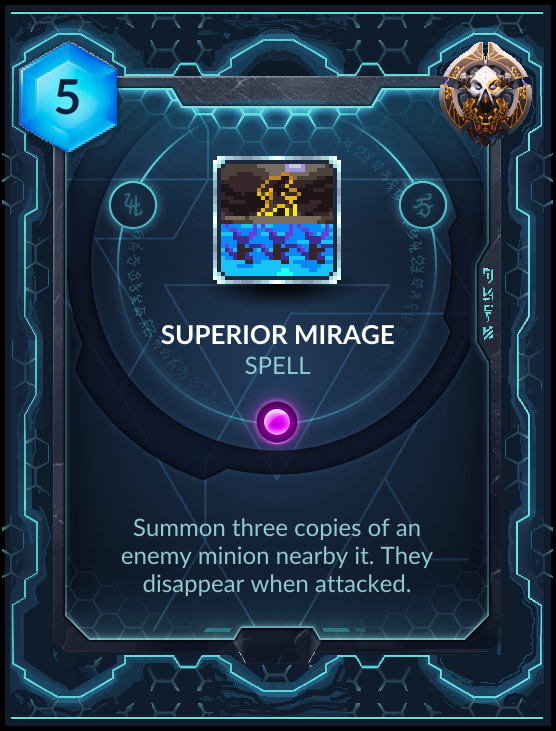 5
SUPERIOR MIRAGE
SPELL
Summon three copies of an
enemy minion nearby it. They
disappear when attacked.